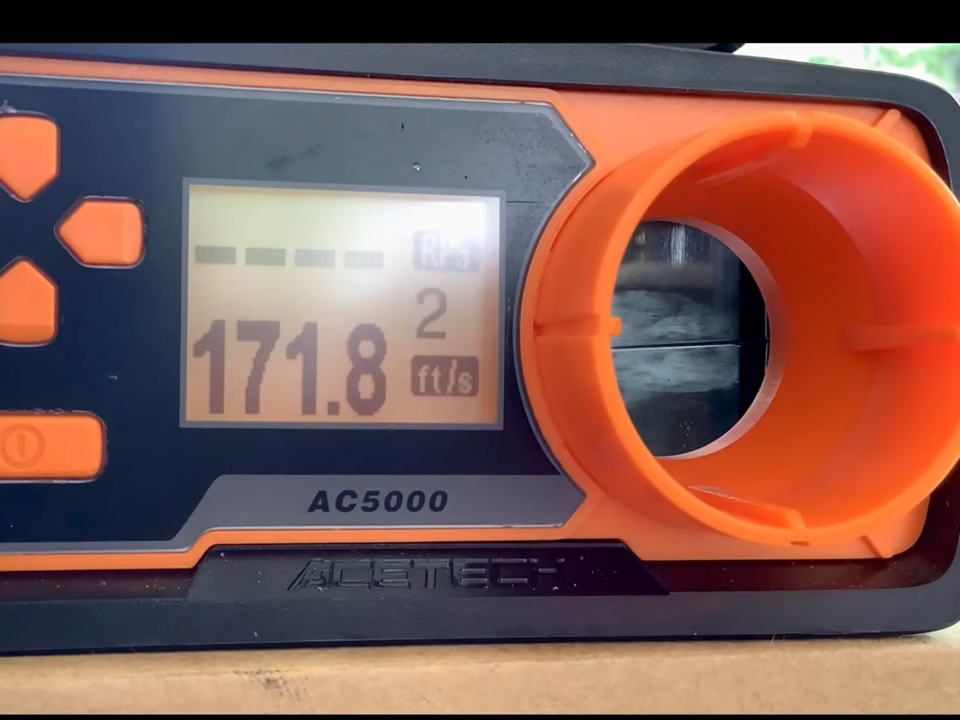 ---- RPS
2
171.8 ft/s
AC5000
ACETECH